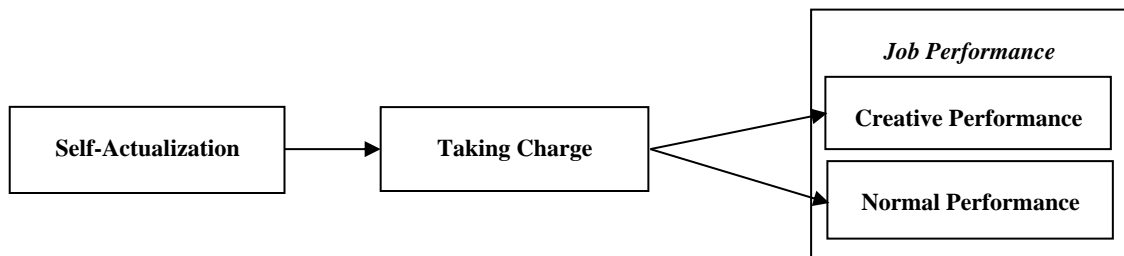 Job Performance
Self-Actualization
Taking Charge
Creative Performance
Normal Performance